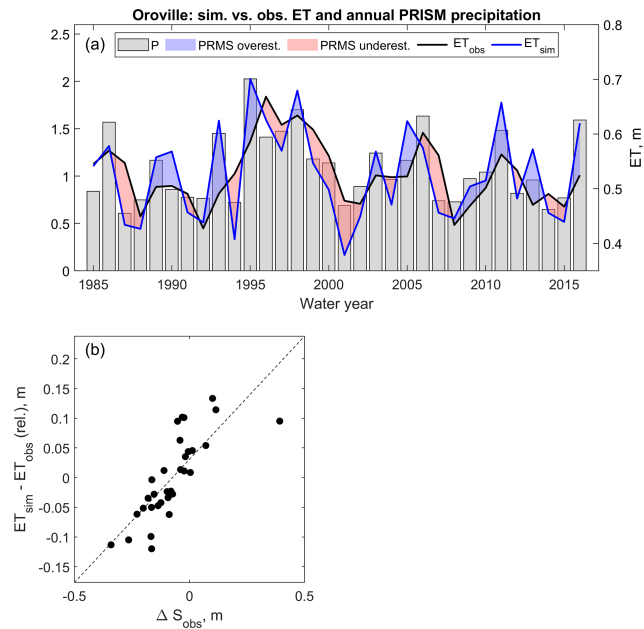 Oroville: sim. vs. obs. ET and annual PRISM precipitation
(a)
P PRMS overest. PRMS underest. ET_obs ET_sim
2.5
2
1.5
1
0.5
0
0.8
0.7
0.6
0.5
0.4
ET, m
1985 1990 1995 2000 2005 2010 2015
Water year
(b)
0.2
0.15
0.1
0.05
0
-0.05
-0.1
-0.15
ET_sim - ET_obs (rel.), m
-0.5 0 0.5
Δ S_obs, m